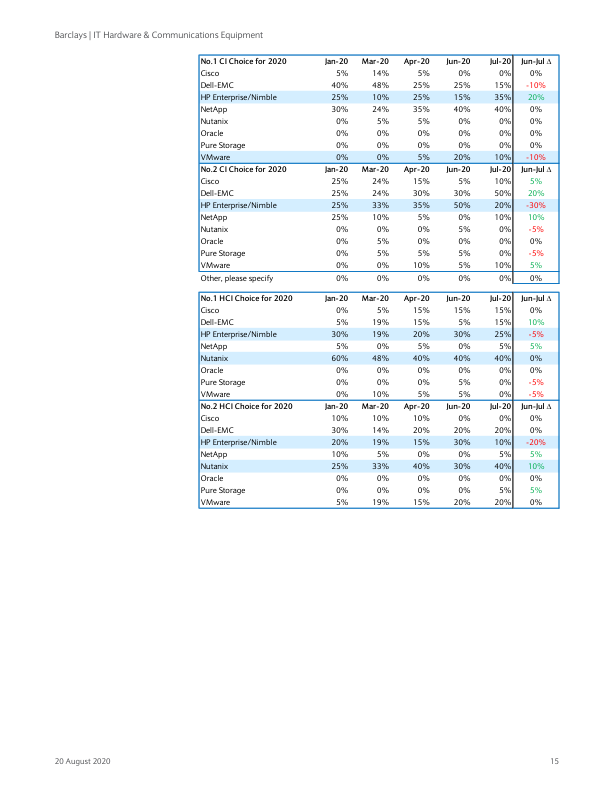 Barclays | IT Hardware & Communications Equipment
No.1 CI Choice for 2020 Jan-20 Mar-20 Apr-20 Jun-20 Jul-20 Jun-Jul Δ
Cisco 5% 14% 5% 0% 0% 0%
Dell-EMC 40% 48% 25% 25% 15% -10%
HP Enterprise/Nimble 25% 10% 25% 15% 35% 20%
NetApp 30% 24% 35% 40% 40% 0%
Nutanix 0% 5% 5% 0% 0% 0%
Oracle 0% 0% 0% 0% 0% 0%
Pure Storage 0% 0% 0% 0% 0% 0%
VMware 0% 0% 5% 20% 10% -10%
No.2 CI Choice for 2020 Jan-20 Mar-20 Apr-20 Jun-20 Jul-20 Jun-Jul Δ
Cisco 25% 24% 15% 5% 10% 5%
Dell-EMC 25% 24% 30% 30% 50% 20%
HP Enterprise/Nimble 25% 33% 35% 50% 20% -30%
NetApp 25% 10% 5% 0% 10% 10%
Nutanix 0% 0% 0% 5% 0% -5%
Oracle 0% 5% 0% 0% 0% 0%
Pure Storage 0% 5% 5% 5% 0% -5%
VMware 0% 0% 10% 5% 10% 5%
Other, please specify 0% 0% 0% 0% 0% 0%
No.1 HCI Choice for 2020 Jan-20 Mar-20 Apr-20 Jun-20 Jul-20 Jun-Jul Δ
Cisco 0% 5% 15% 15% 15% 0%
Dell-EMC 5% 19% 15% 5% 15% 10%
HP Enterprise/Nimble 30% 19% 20% 30% 25% -5%
NetApp 5% 0% 5% 0% 5% 5%
Nutanix 60% 48% 40% 40% 40% 0%
Oracle 0% 0% 0% 0% 0% 0%
Pure Storage 0% 0% 0% 5% 0% -5%
VMware 0% 10% 5% 5% 0% -5%
No.2 HCI Choice for 2020 Jan-20 Mar-20 Apr-20 Jun-20 Jul-20 Jun-Jul Δ
Cisco 10% 10% 10% 0% 0% 0%
Dell-EMC 30% 14% 20% 20% 20% 0%
HP Enterprise/Nimble 20% 19% 15% 30% 10% -20%
NetApp 10% 5% 0% 0% 5% 5%
Nutanix 25% 33% 40% 30% 40% 10%
Oracle 0% 0% 0% 0% 0% 0%
Pure Storage 0% 0% 0% 0% 5% 5%
VMware 5% 19% 15% 20% 20% 0%
20 August 2020 15